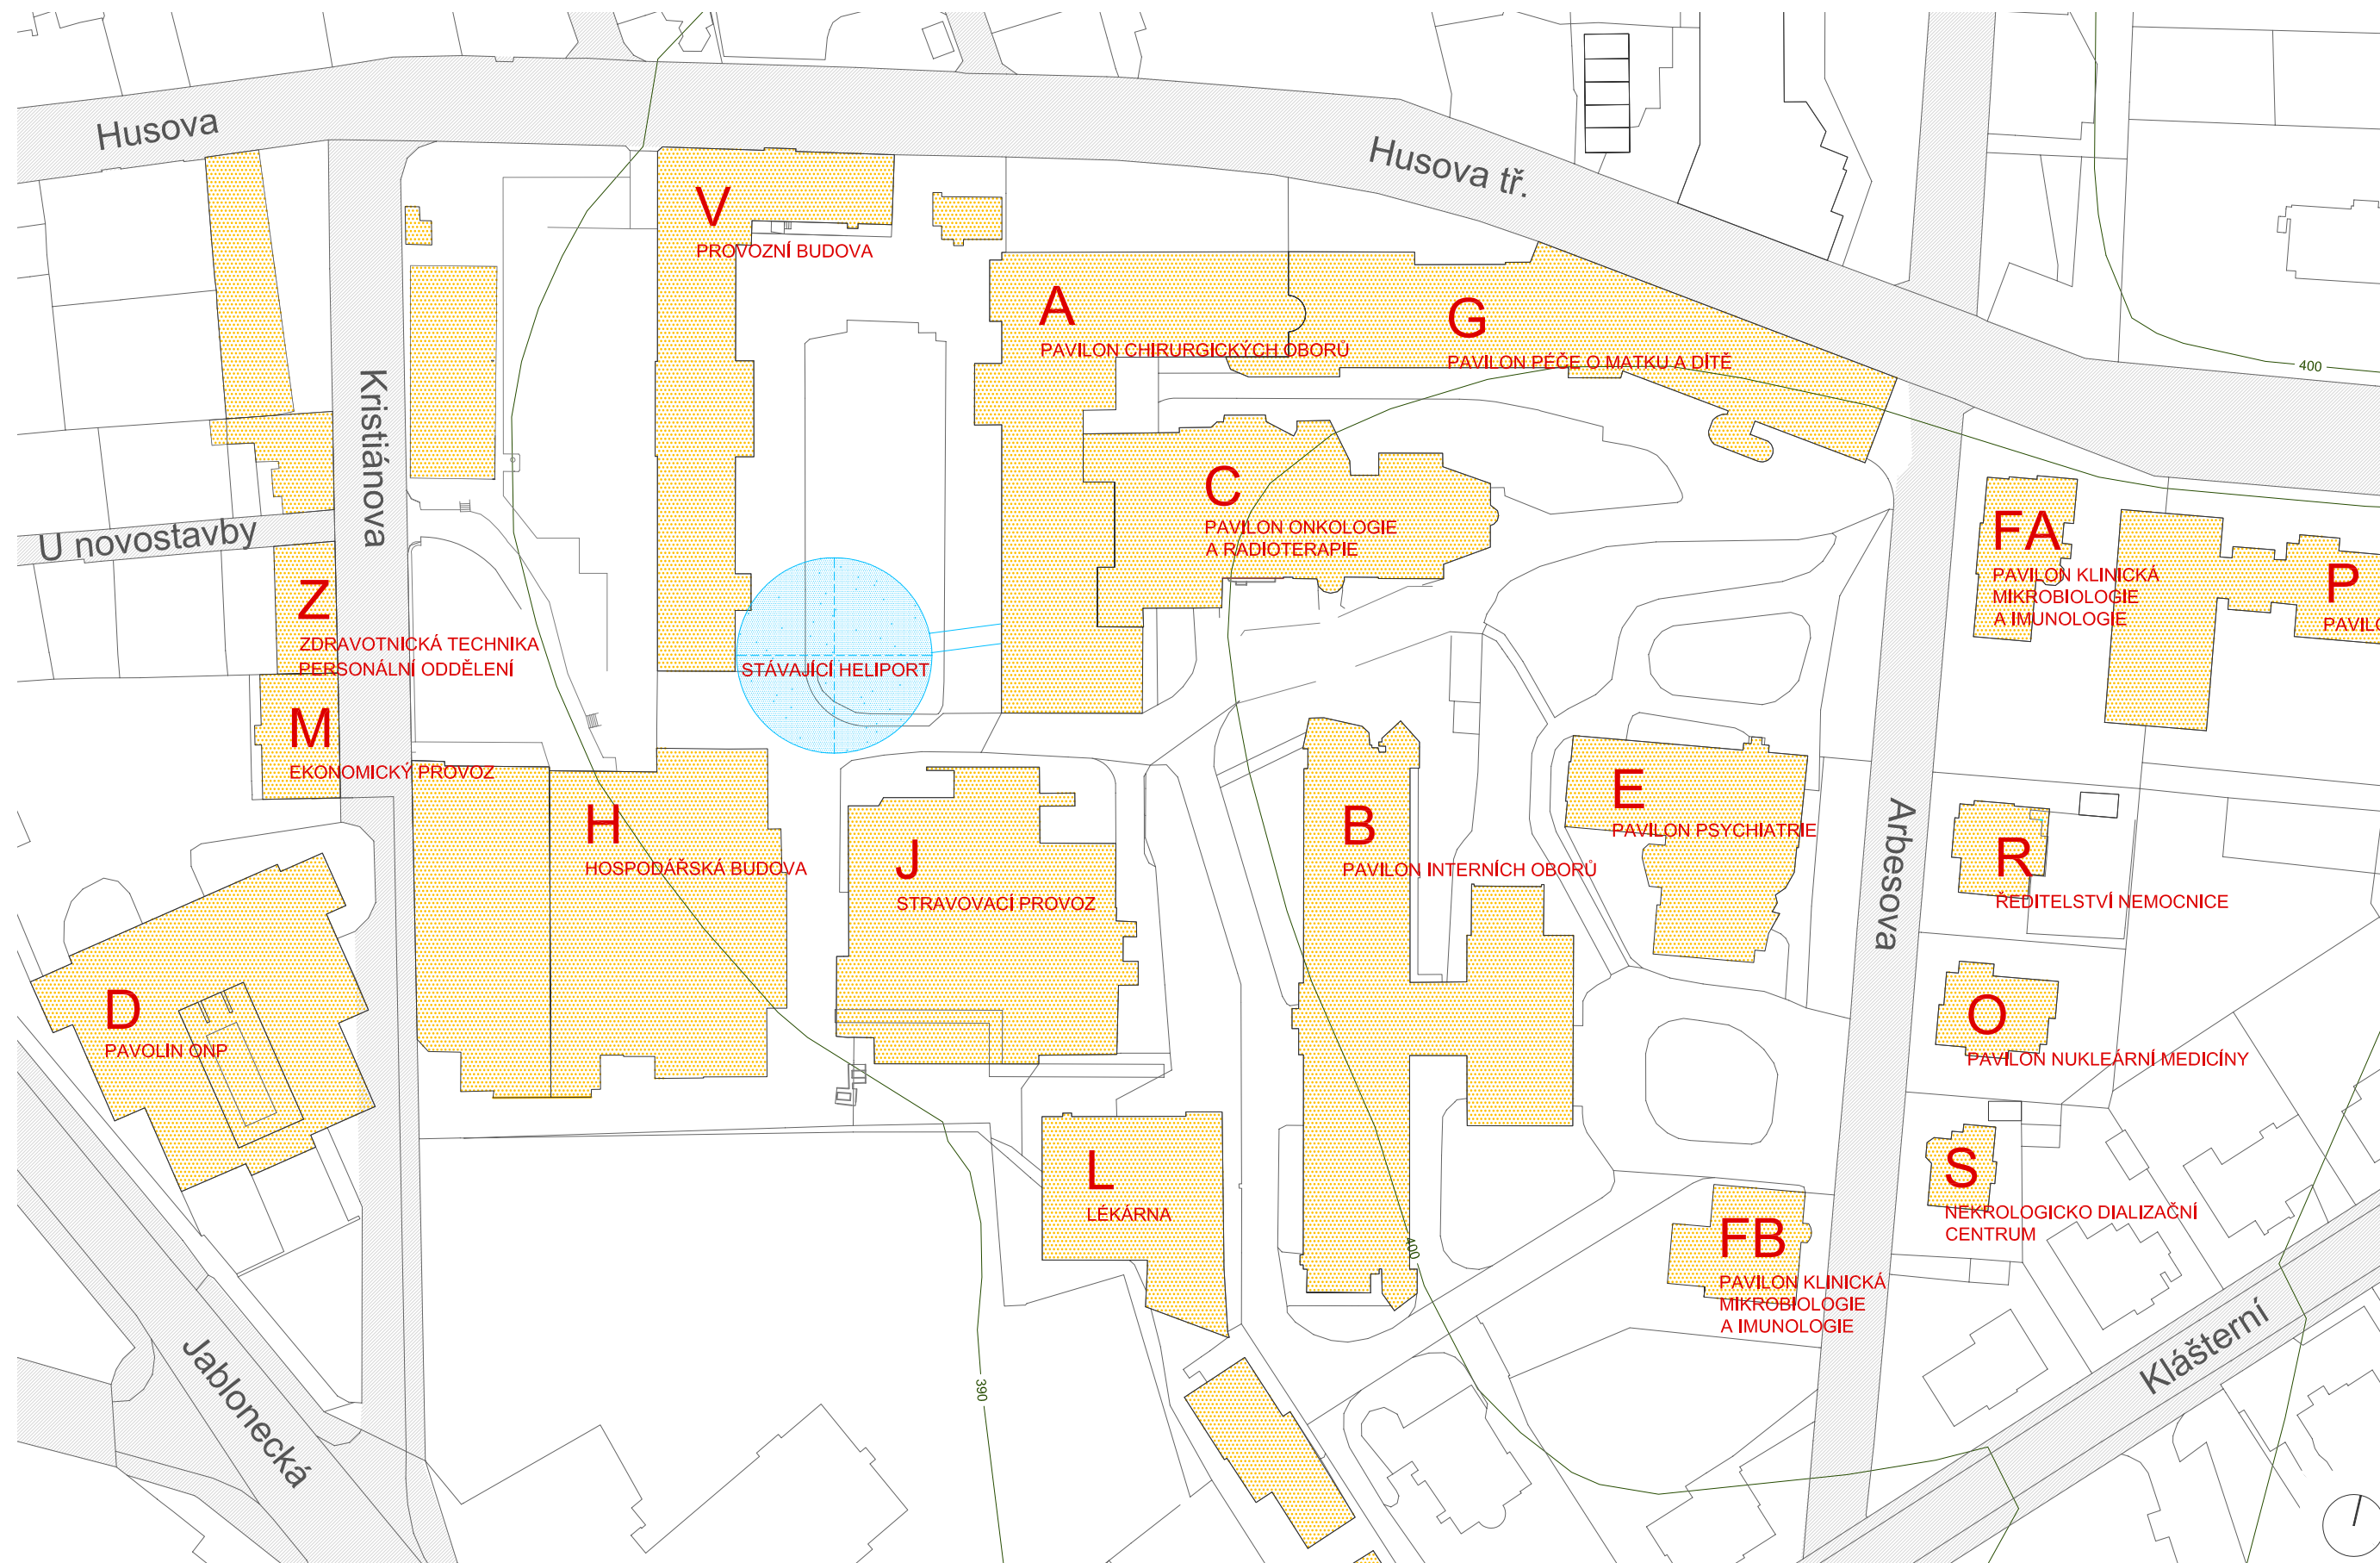 Husova
Husova tř.
V
PROVOZNÍ BUDOVA
A
PAVILON CHIRURGICKÝCH OBORŮ
G
PAVILON PÉČE O MATKU A DÍTĚ
400
Kristiánova
C
PAVILON ONKOLOGIE
A RADIOTERAPIE
FA
PAVILON KLINICKÁ
MIKROBIOLOGIE
A IMUNOLOGIE
P
U novostavby
Z
ZDRAVOTNICKÁ TECHNIKA
PERSONÁLNÍ ODDĚLENÍ
STÁVAJÍCÍ HELIPORT
M
EKONOMICKÝ PROVOZ
H
HOSPODÁŘSKÁ BUDOVA
J
STRAVOVACÍ PROVOZ
B
PAVILON INTERNÍCH OBORŮ
E
PAVILON PSYCHIATRIE
Arbesova
R
ŘEDITELSTVÍ NEMOCNICE
D
PAVOLIN ONP
O
PAVILON NUKLEÁRNÍ MEDICÍNY
L
LÉKÁRNA
S
NEKROLOGICKO DIALIZAČNÍ
CENTRUM
FB
PAVILON KLINICKÁ
MIKROBIOLOGIE
A IMUNOLOGIE
400
390
Jablonecká
Klášterní